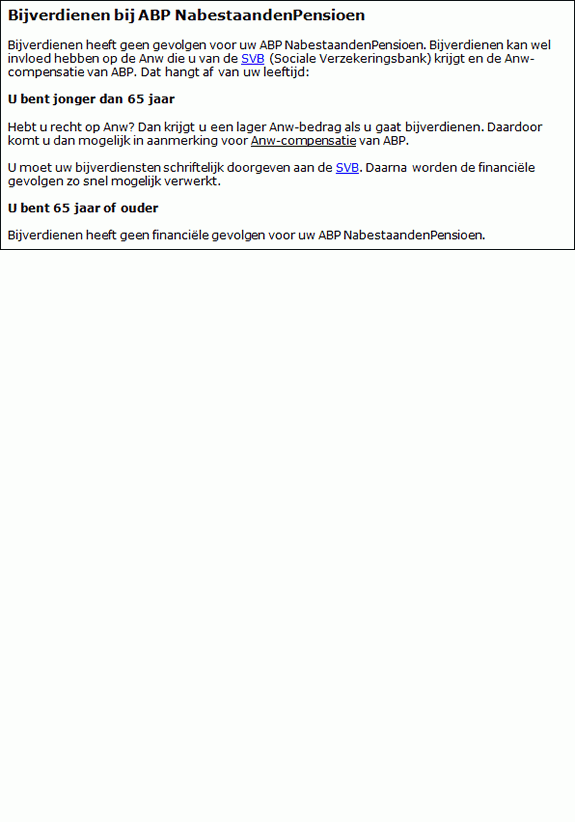 Bijverdienen bij ABP NabestaandenPensioen
Bijverdienen heeft geen gevolgen voor uw ABP NabestaandenPensioen. Bijverdienen kan wel
invloed hebben op de Anw die u van de SVB (Sociale Verzekeringsbank) krijgt en de Anw-
compensatie van ABP. Dat hangt af van uw leeftijd:
U bent jonger dan 65 jaar
Hebt u recht op Anw? Dan krijgt u een lager Anw-bedrag als u gaat bijverdienen. Daardoor
komt u dan mogelijk in aanmerking voor Anw-compensatie van ABP.
U moet uw bijverdiensten schriftelijk doorgeven aan de SVB. Daarna worden de financiële
gevolgen zo snel mogelijk verwerkt.
U bent 65 jaar of ouder
Bijverdienen heeft geen financiële gevolgen voor uw ABP NabestaandenPensioen.